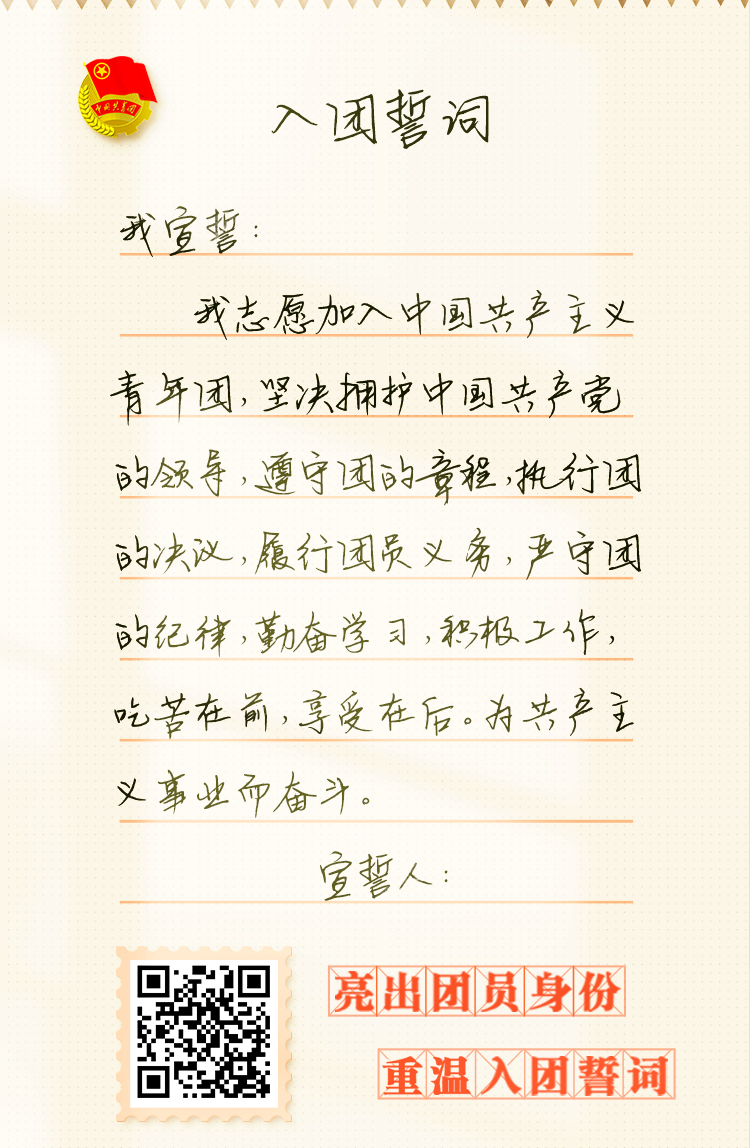 中国共青团
入团誓词
我宣誓：
我志愿加入中国共产主义
青年团，坚决拥护中国共产党
的领导，遵守团的章程，执行团
的决议，履行团员义务，严守团
的纪律，勤奋学习，积极工作，
吃苦在前，享受在后。为共产主
义事业而奋斗。
宣誓人：
亮出团员身份
重温入团誓词